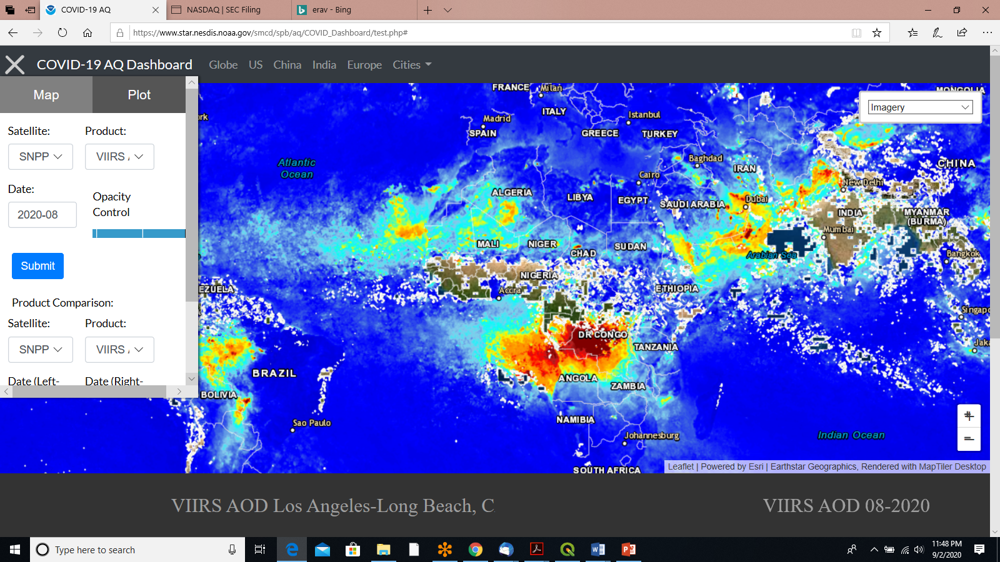 COVID-19 AQ
NASDAQ | SEC Filing
erav - Bing
https://www.star.nesdis.noaa.gov/smcd/spb/aq/COVID_Dashboard/test.php#
COVID-19 AQ Dashboard
Globe
US
China
India
Europe
Cities
Map
Plot
Satellite:
Product:
SNPP
VIIRS
Date:
Opacity
Control
2020-08
Submit
Product Comparison:
Satellite:
Product:
SNPP
VIIRS
Date (Left-
Date (Right-
Imagery
rk
FRANCE
Milan
MONGOLIA
ITALY
Madrid
SPAIN
Istanbul
GREECE
TURKEY
Atlantic
Ocean
Baghdad
IRAN
CHINA
Cairo
New Delhi
ALGERIA
LIBYA
EGYPT
SAUDI ARABIA
Dubai
INDIA
MYANMAR
(BURMA)
Mumbai
MALI
NIGER
CHAD
SUDAN
Arabian Sea
Bangkok
NIGERIA
Accra
EZUELA
ETHIOPIA
Singapo
DR CONGO
TANZANIA
Jak
BRAZIL
ANGOLA
ZAMBIA
BOLIVIA
NAMIBIA
Sao Paulo
Johannesburg
Indian Ocean
SOUTH AFRICA
+
−
Leaflet | Powered by Esri | Earthstar Geographics, Rendered with MapTiler Desktop
VIIRS AOD Los Angeles-Long Beach, C
VIIRS AOD 08-2020
Type here to search
11:48 PM
9/2/2020